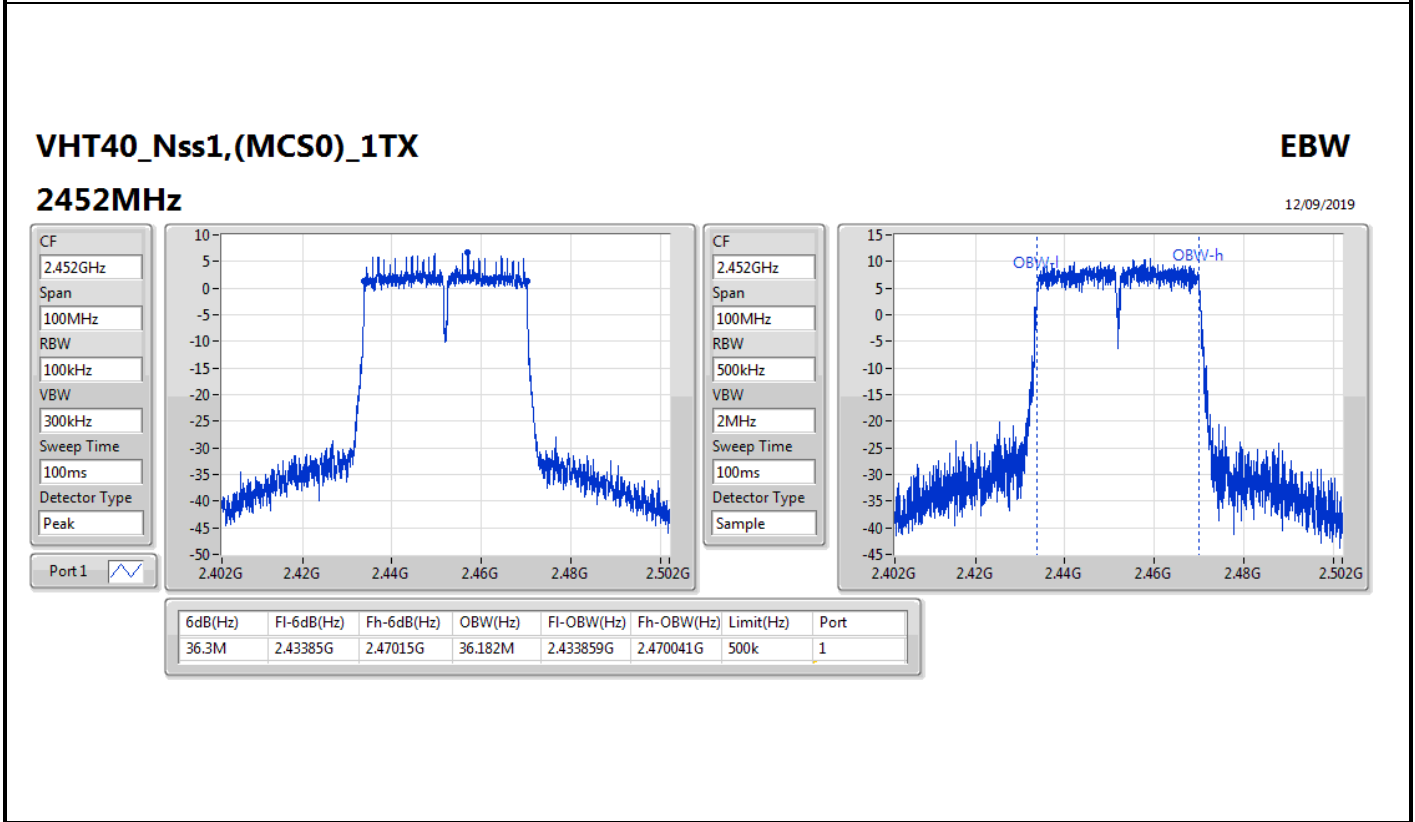 VHT40_Nss1,(MCS0)_1TX
EBW
2452MHz
12/09/2019
CF
2.452GHz
Span
100MHz
RBW
100kHz
VBW
300kHz
Sweep Time
100ms
Detector Type
Peak
Port 1
10
5
0
-5
-10
-15
-20
-25
-30
-35
-40
-45
-50
2.402G 2.42G 2.44G 2.46G 2.48G 2.502G
CF
2.452GHz
Span
100MHz
RBW
500kHz
VBW
2MHz
Sweep Time
100ms
Detector Type
Sample
15
10
5
0
-5
-10
-15
-20
-25
-30
-35
-40
-45
OBW-l OBW-h
2.402G 2.42G 2.44G 2.46G 2.48G 2.502G
6dB(Hz) Fl-6dB(Hz) Fh-6dB(Hz) OBW(Hz) Fl-OBW(Hz) Fh-OBW(Hz) Limit(Hz) Port
36.3M 2.43385G 2.47015G 36.182M 2.433859G 2.470041G 500k 1